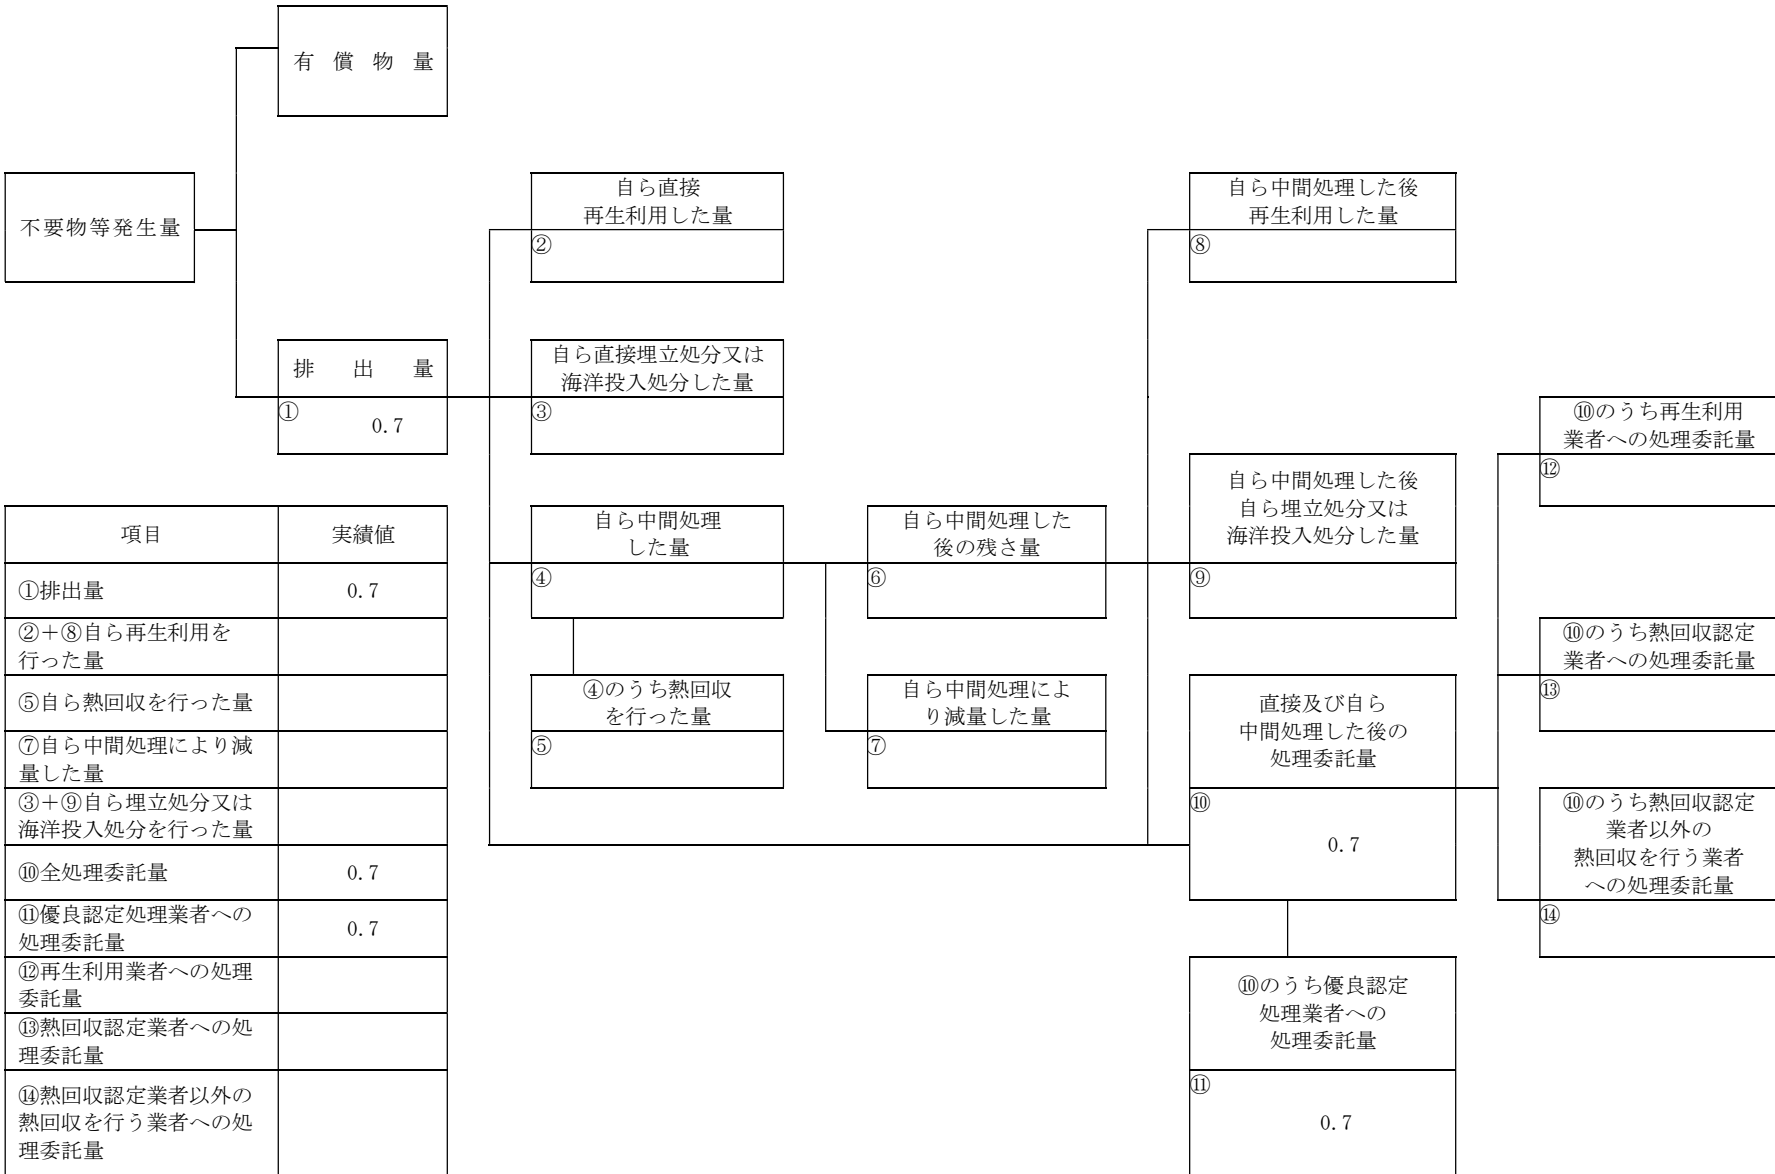 有償物量
不要物等発生量
自ら直接
再生利用した量
②
自ら中間処理した後
再生利用した量
⑧
排出量
①
0.7
自ら直接埋立処分又は
海洋投入処分した量
③
⑩のうち再生利用
業者への処理委託量
⑫
自ら中間処理した後
自ら埋立処分又は
海洋投入処分した量
⑨
自ら中間処理
した量
④
自ら中間処理した
後の残さ量
⑥
⑩のうち熱回収認定
業者への処理委託量
⑬
④のうち熱回収
を行った量
⑤
自ら中間処理によ
り減量した量
⑦
直接及び自ら
中間処理した後の
処理委託量
⑩
0.7
⑩のうち熱回収認定
業者以外の
熱回収を行う業者
への処理委託量
⑭
⑩のうち優良認定
処理業者への
処理委託量
⑪
0.7
項目 実績値
①排出量 0.7
②+⑧自ら再生利用を
行った量
⑤自ら熱回収を行った量
⑦自ら中間処理により減
量した量
③+⑨自ら埋立処分又は
海洋投入処分を行った量
⑩全処理委託量 0.7
⑪優良認定処理業者への
処理委託量 0.7
⑫再生利用業者への処理
委託量
⑬熱回収認定業者への処
理委託量
⑭熱回収認定業者以外の
熱回収を行う業者への処
理委託量